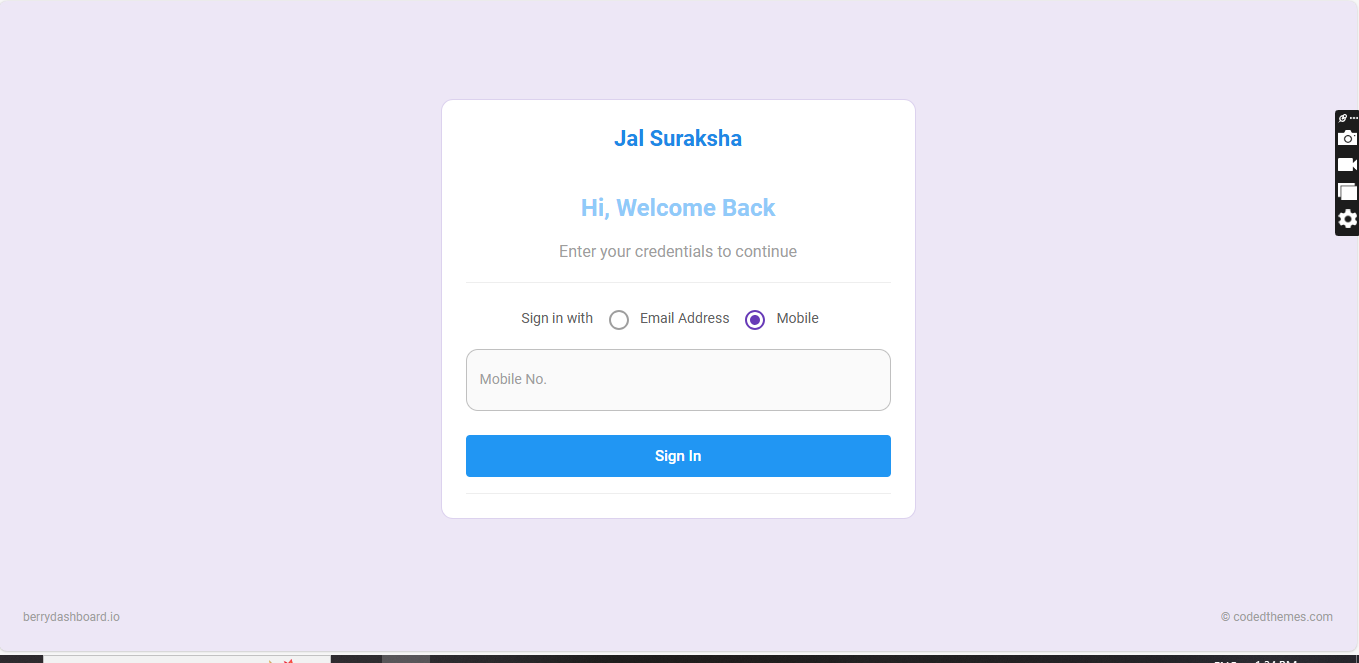 Jal Suraksha
Hi, Welcome Back
Enter your credentials to continue
Sign in with Email Address Mobile
Mobile No.
Sign In
berrydashboard.io © codedthemes.com